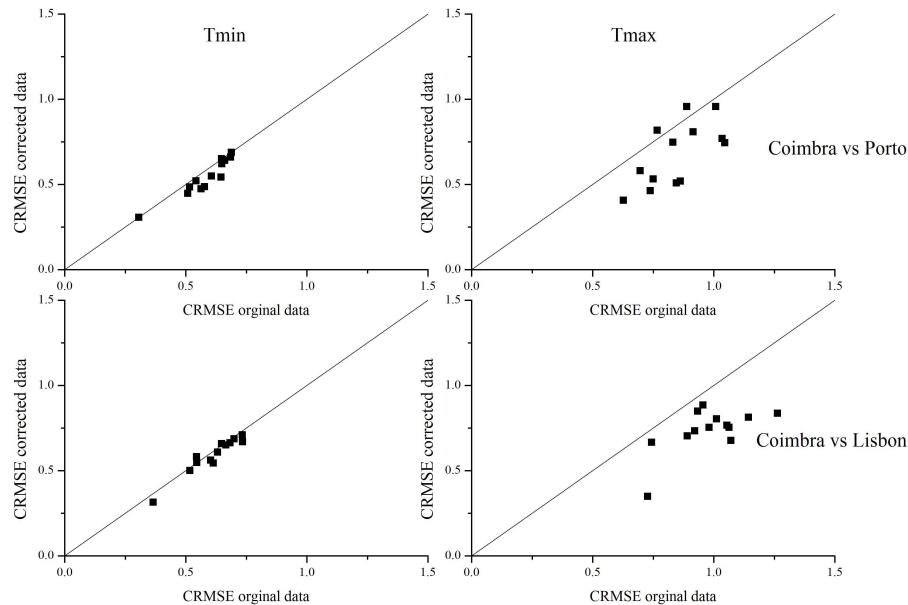 Tmin
CRMSE corrected data
1.5
1.0
0.5
0.0
0.0 0.5 1.0 1.5
CRMSE orginal data
Tmax
CRMSE corrected data
1.5
1.0
0.5
0.0
0.0 0.5 1.0 1.5
CRMSE orginal data
Coimbra vs Porto
CRMSE corrected data
1.5
1.0
0.5
0.0
0.0 0.5 1.0 1.5
CRMSE orginal data
CRMSE corrected data
1.5
1.0
0.5
0.0
0.0 0.5 1.0 1.5
CRMSE orginal data
Coimbra vs Lisbon